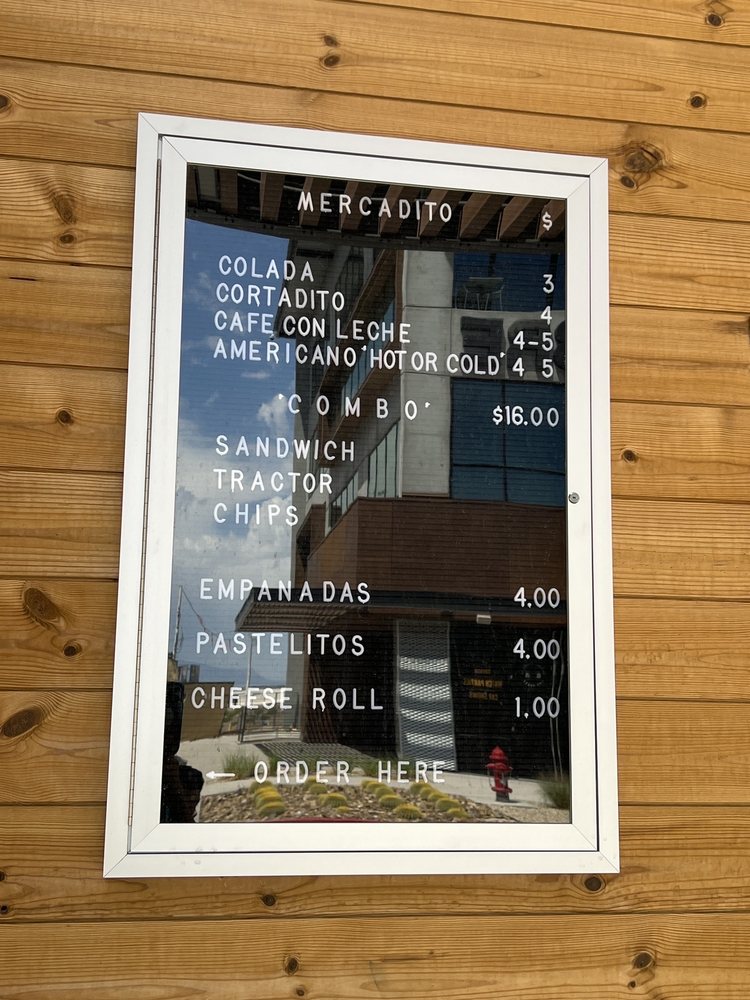 MERCADITO $
COLADA 3
CORTADITO 4
CAFE CON LECHE 4-5
AMERICANO 'HOT OR COLD' 4 5
'COMBO' $16.00
SANDWICH
TRACTOR
CHIPS
EMPANADAS 4.00
PASTELITOS 4.00
CHEESE ROLL 1.00
← ORDER HERE